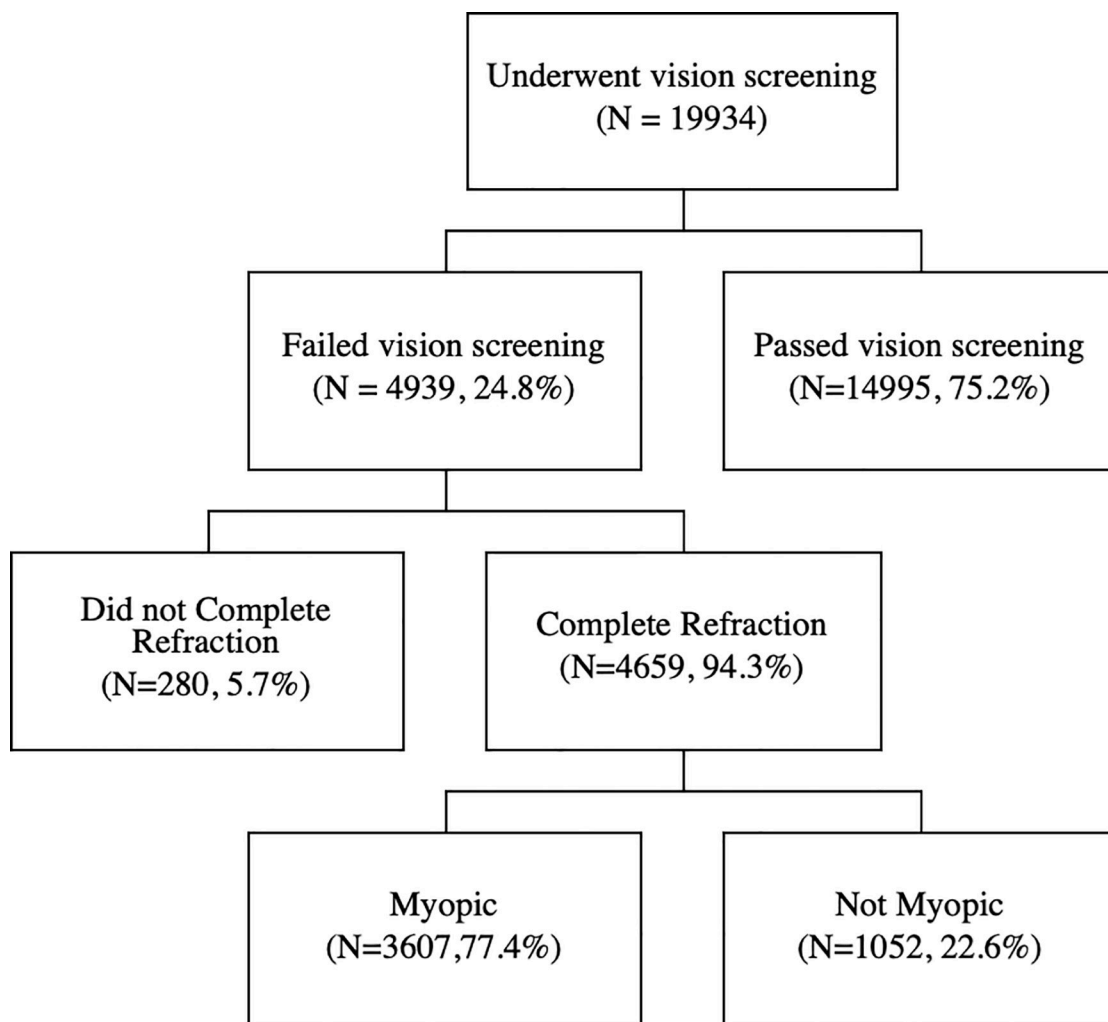 Underwent vision screening
(N = 19934)
Failed vision screening
(N = 4939, 24.8%)
Passed vision screening
(N=14995, 75.2%)
Did not Complete
Refraction
(N=280, 5.7%)
Complete Refraction
(N=4659, 94.3%)
Myopic
(N=3607,77.4%)
Not Myopic
(N=1052, 22.6%)